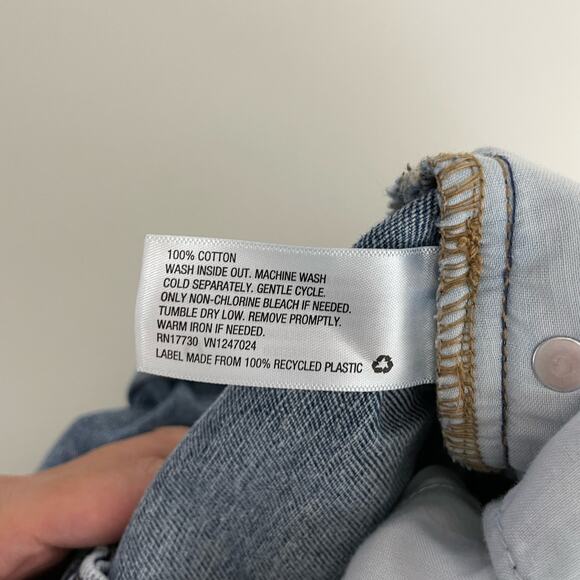 100% COTTON
WASH INSIDE OUT. MACHINE WASH
COLD SEPARATELY. GENTLE CYCLE.
ONLY NON-CHLORINE BLEACH IF NEEDED.
TUMBLE DRY LOW. REMOVE PROMPTLY.
WARM IRON IF NEEDED.
RN17730 VN1247024
LABEL MADE FROM 100% RECYCLED PLASTIC